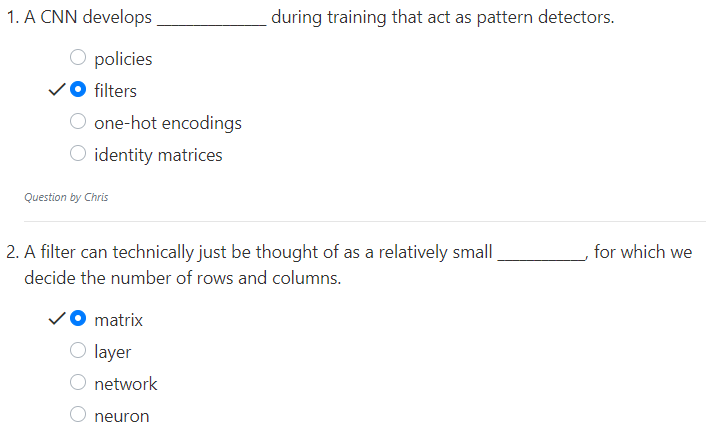 1. A CNN develops ______________ during training that act as pattern detectors.
policies
filters
one-hot encodings
identity matrices
Question by Chris
2. A filter can technically just be thought of as a relatively small ___________, for which we
decide the number of rows and columns.
matrix
layer
network
neuron